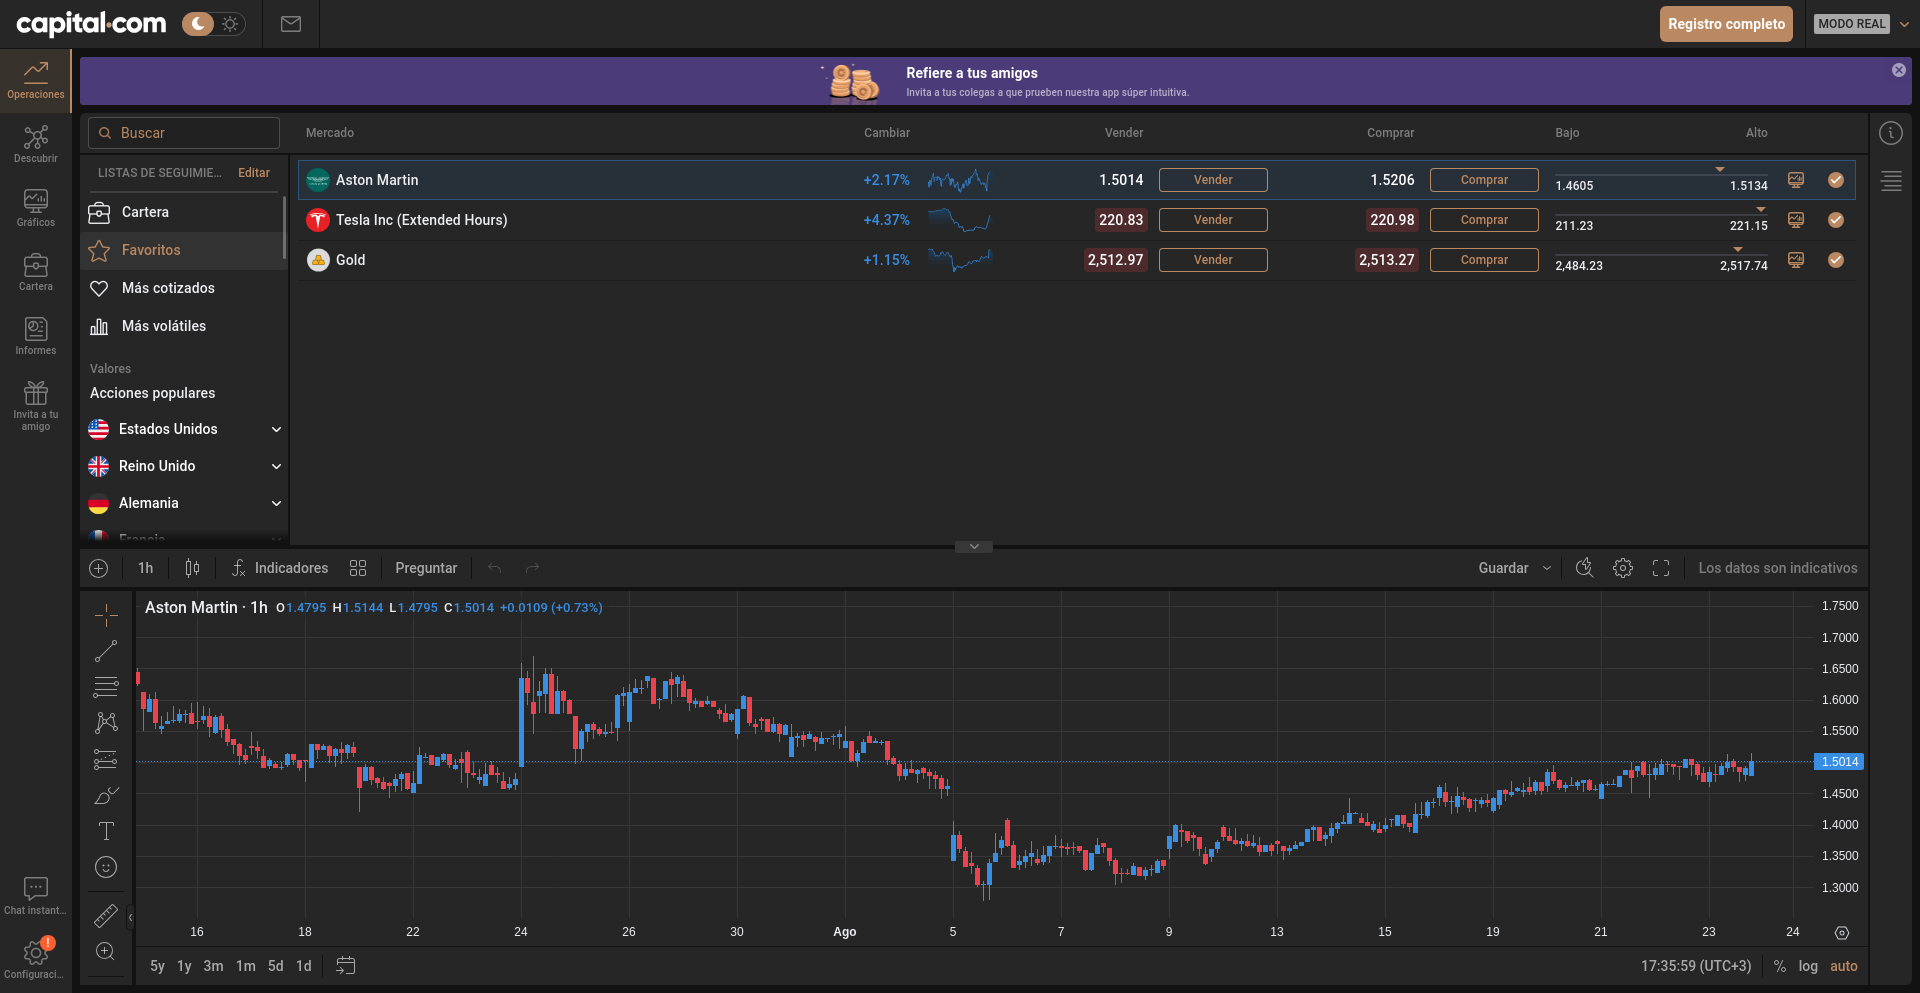 capital.com
Registro completo
MODO REAL
Operaciones
Descubrir
Gráficos
Cartera
Informes
Invita a tu
amigo
Chat instant...
!
Configuraci...
Refiere a tus amigos
Invita a tus colegas a que prueben nuestra app súper intuitiva.
Buscar
LISTAS DE SEGUIMIE... Editar
Cartera
Favoritos
Más cotizados
Más volátiles
Valores
Acciones populares
Estados Unidos
Reino Unido
Alemania
Francia
Mercado Cambiar Vender Comprar Bajo Alto
Aston Martin +2.17% 1.5014 Vender 1.5206 Comprar 1.4605 1.5134
Tesla Inc (Extended Hours) +4.37% 220.83 Vender 220.98 Comprar 211.23 221.15
Gold +1.15% 2,512.97 Vender 2,513.27 Comprar 2,484.23 2,517.74
1h Indicadores Preguntar Guardar Los datos son indicativos
Aston Martin · 1h O1.4795 H1.5144 L1.4795 C1.5014 +0.0109 (+0.73%)
1.7500
1.7000
1.6500
1.6000
1.5500
1.5014
1.4500
1.4000
1.3500
1.3000
16 18 22 24 26 30 Ago 5 7 9 13 15 19 21 23 24
5y 1y 3m 1m 5d 1d 17:35:59 (UTC+3) % log auto